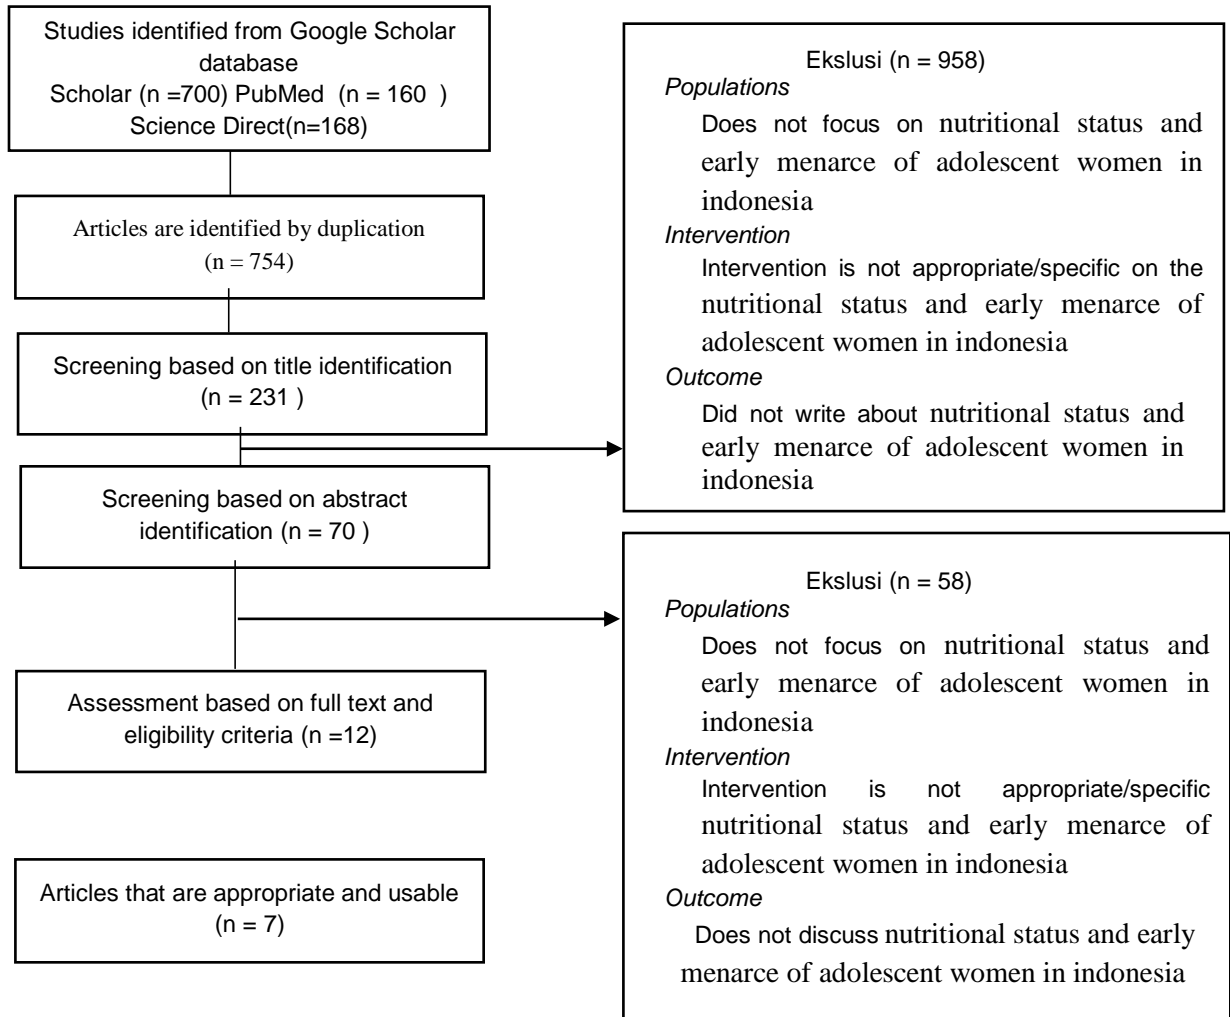 Studies identified from Google Scholar
database
Scholar (n =700) PubMed (n = 160 )
Science Direct(n=168)
Articles are identified by duplication
(n = 754)
Screening based on title identification
(n = 231 )
Screening based on abstract
identification (n = 70 )
Assessment based on full text and
eligibility criteria (n =12)
Articles that are appropriate and usable
(n = 7)
Ekslusi (n = 958)
Populations
Does not focus on nutritional status and
early menarce of adolescent women in
indonesia
Intervention
Intervention is not appropriate/specific on the
nutritional status and early menarce of
adolescent women in indonesia
Outcome
Did not write about nutritional status and
early menarce of adolescent women in
indonesia
Ekslusi (n = 58)
Populations
Does not focus on nutritional status and
early menarce of adolescent women in
indonesia
Intervention
Intervention is not appropriate/specific
nutritional status and early menarce of
adolescent women in indonesia
Outcome
Does not discuss nutritional status and early
menarce of adolescent women in indonesia